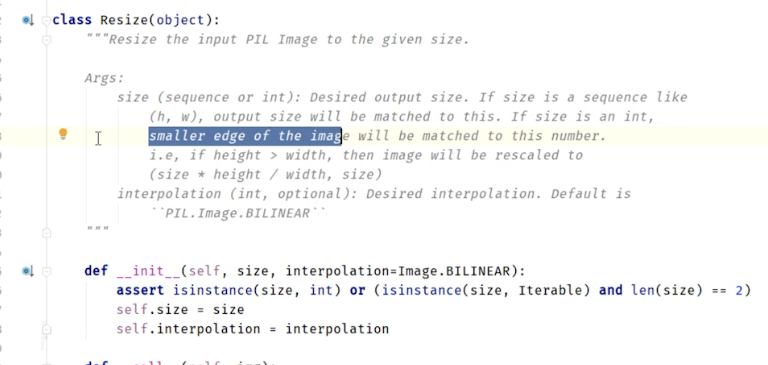 class Resize(object):
"""Resize the input PIL Image to the given size.
Args:
size (sequence or int): Desired output size. If size is a sequence like
(h, w), output size will be matched to this. If size is an int,
smaller edge of the image will be matched to this number.
i.e, if height > width, then image will be rescaled to
(size * height / width, size)
interpolation (int, optional): Desired interpolation. Default is
``PIL.Image.BILINEAR``
"""
def __init__(self, size, interpolation=Image.BILINEAR):
assert isinstance(size, int) or (isinstance(size, Iterable) and len(size) == 2)
self.size = size
self.interpolation = interpolation